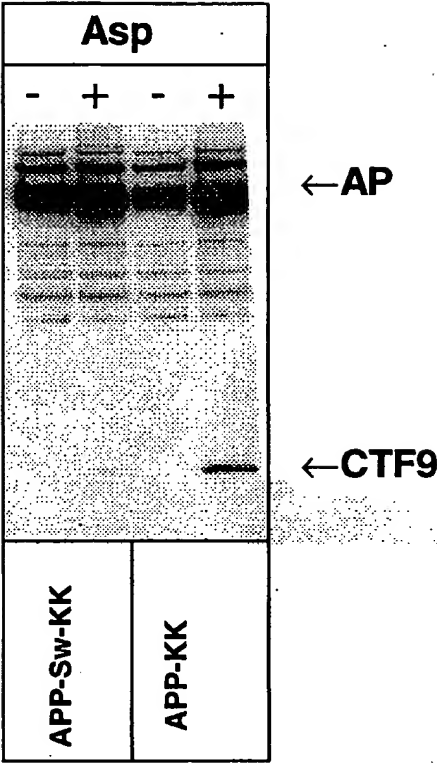 Asp
- + - +
←AP
←CTF9
APP-Sw-KK
APP-KK